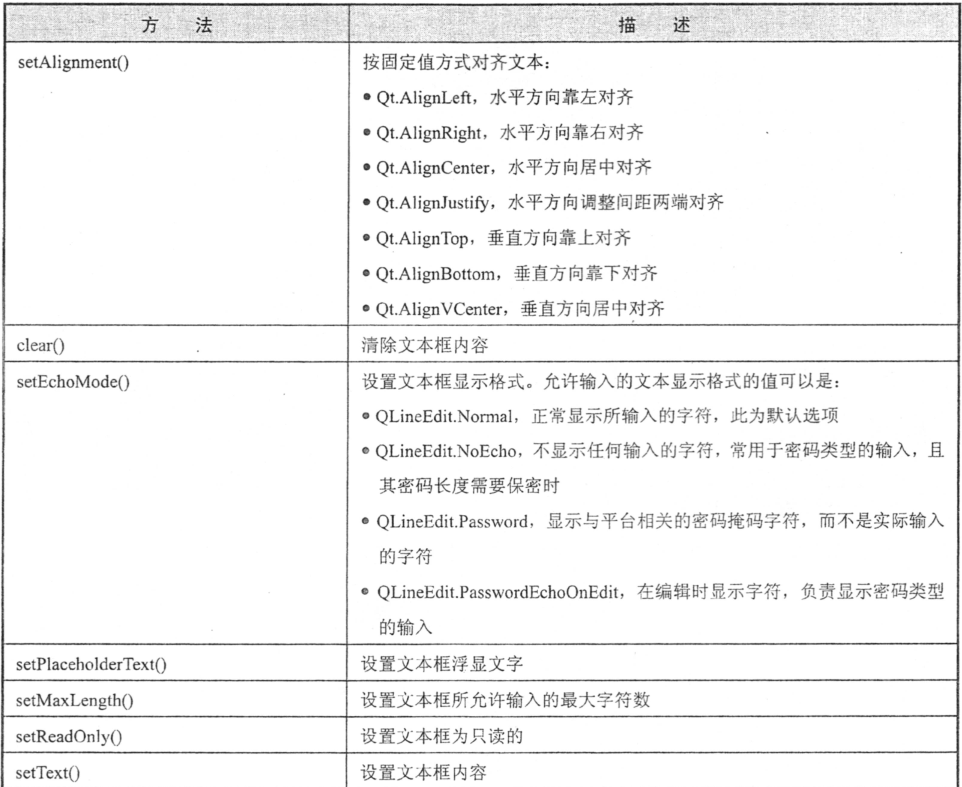 方 法 描 述
setAlignment() 按固定值方式对齐文本：
● Qt.AlignLeft，水平方向靠左对齐
● Qt.AlignRight，水平方向靠右对齐
● Qt.AlignCenter，水平方向居中对齐
● Qt.AlignJustify，水平方向调整间距两端对齐
● Qt.AlignTop，垂直方向靠上对齐
● Qt.AlignBottom，垂直方向靠下对齐
● Qt.AlignVCenter，垂直方向居中对齐
clear() 清除文本框内容
setEchoMode() 设置文本框显示格式。允许输入的文本显示格式的值可以是：
● QLineEdit.Normal，正常显示所输入的字符，此为默认选项
● QLineEdit.NoEcho，不显示任何输入的字符，常用于密码类型的输入，且
其密码长度需要保密时
● QLineEdit.Password，显示与平台相关的密码掩码字符，而不是实际输入
的字符
● QLineEdit.PasswordEchoOnEdit，在编辑时显示字符，负责显示密码类型
的输入
setPlaceholderText() 设置文本框浮显文字
setMaxLength() 设置文本框所允许输入的最大字符数
setReadOnly() 设置文本框为只读的
setText() 设置文本框内容